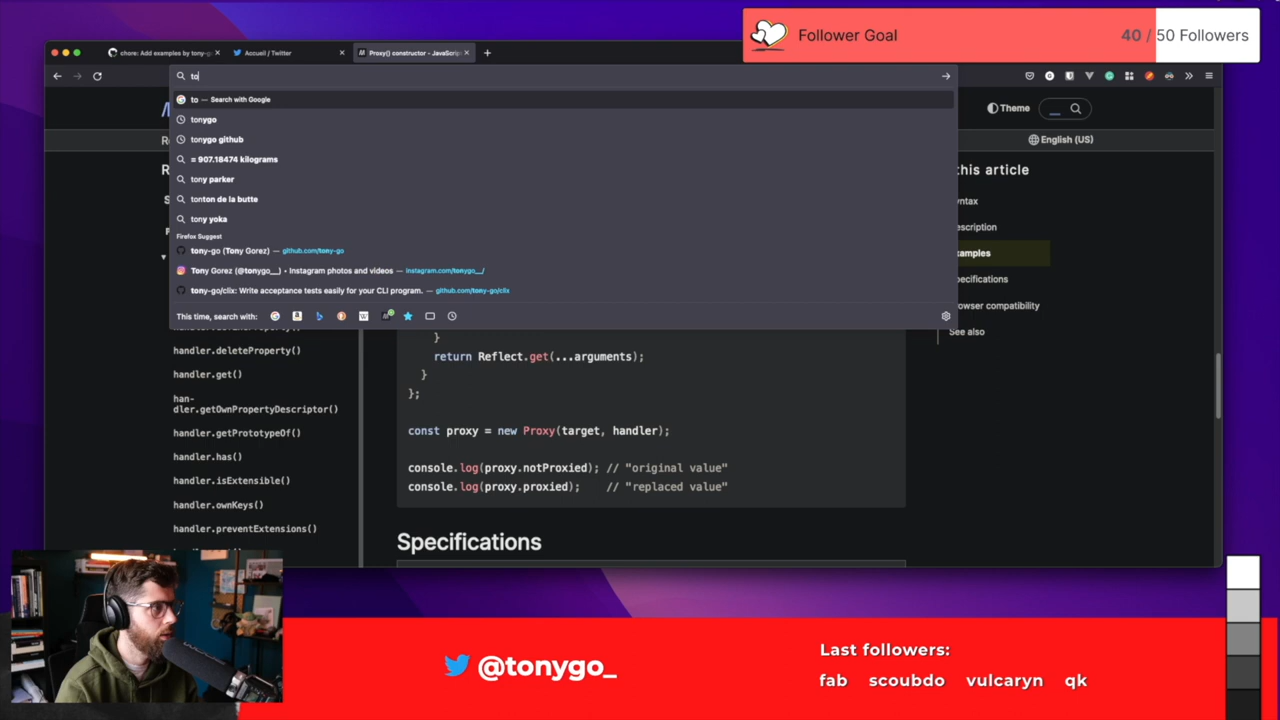 Follower Goal
40 / 50 Followers
chore: Add examples by tony-g
Accueil / Twitter
Proxy() constructor - JavaScrip
to
Theme
to — Search with Google
tonygo
English (US)
tonygo github
= 907.18474 kilograms
this article
tony parker
tonton de la butte
yntax
tony yoka
escription
Firefox Suggest
tony-go (Tony Gorez) — github.com/tony-go
xamples
Tony Gorez (@tonygo__) • Instagram photos and videos — instagram.com/tonygo__/
pecifications
tony-go/clix: Write acceptance tests easily for your CLI program. — github.com/tony-go/clix
rowser compatibility
This time, search with:
See also
handler.deleteProperty()
}
return Reflect.get(...arguments);
handler.get()
}
han-
};
dler.getOwnPropertyDescriptor()
handler.getPrototypeOf()
const proxy = new Proxy(target, handler);
handler.has()
console.log(proxy.notProxied); // "original value"
handler.isExtensible()
console.log(proxy.proxied); // "replaced value"
handler.ownKeys()
handler.preventExtensions()
Specifications
@tonygo_
Last followers:
fab scoubdo vulcaryn qk